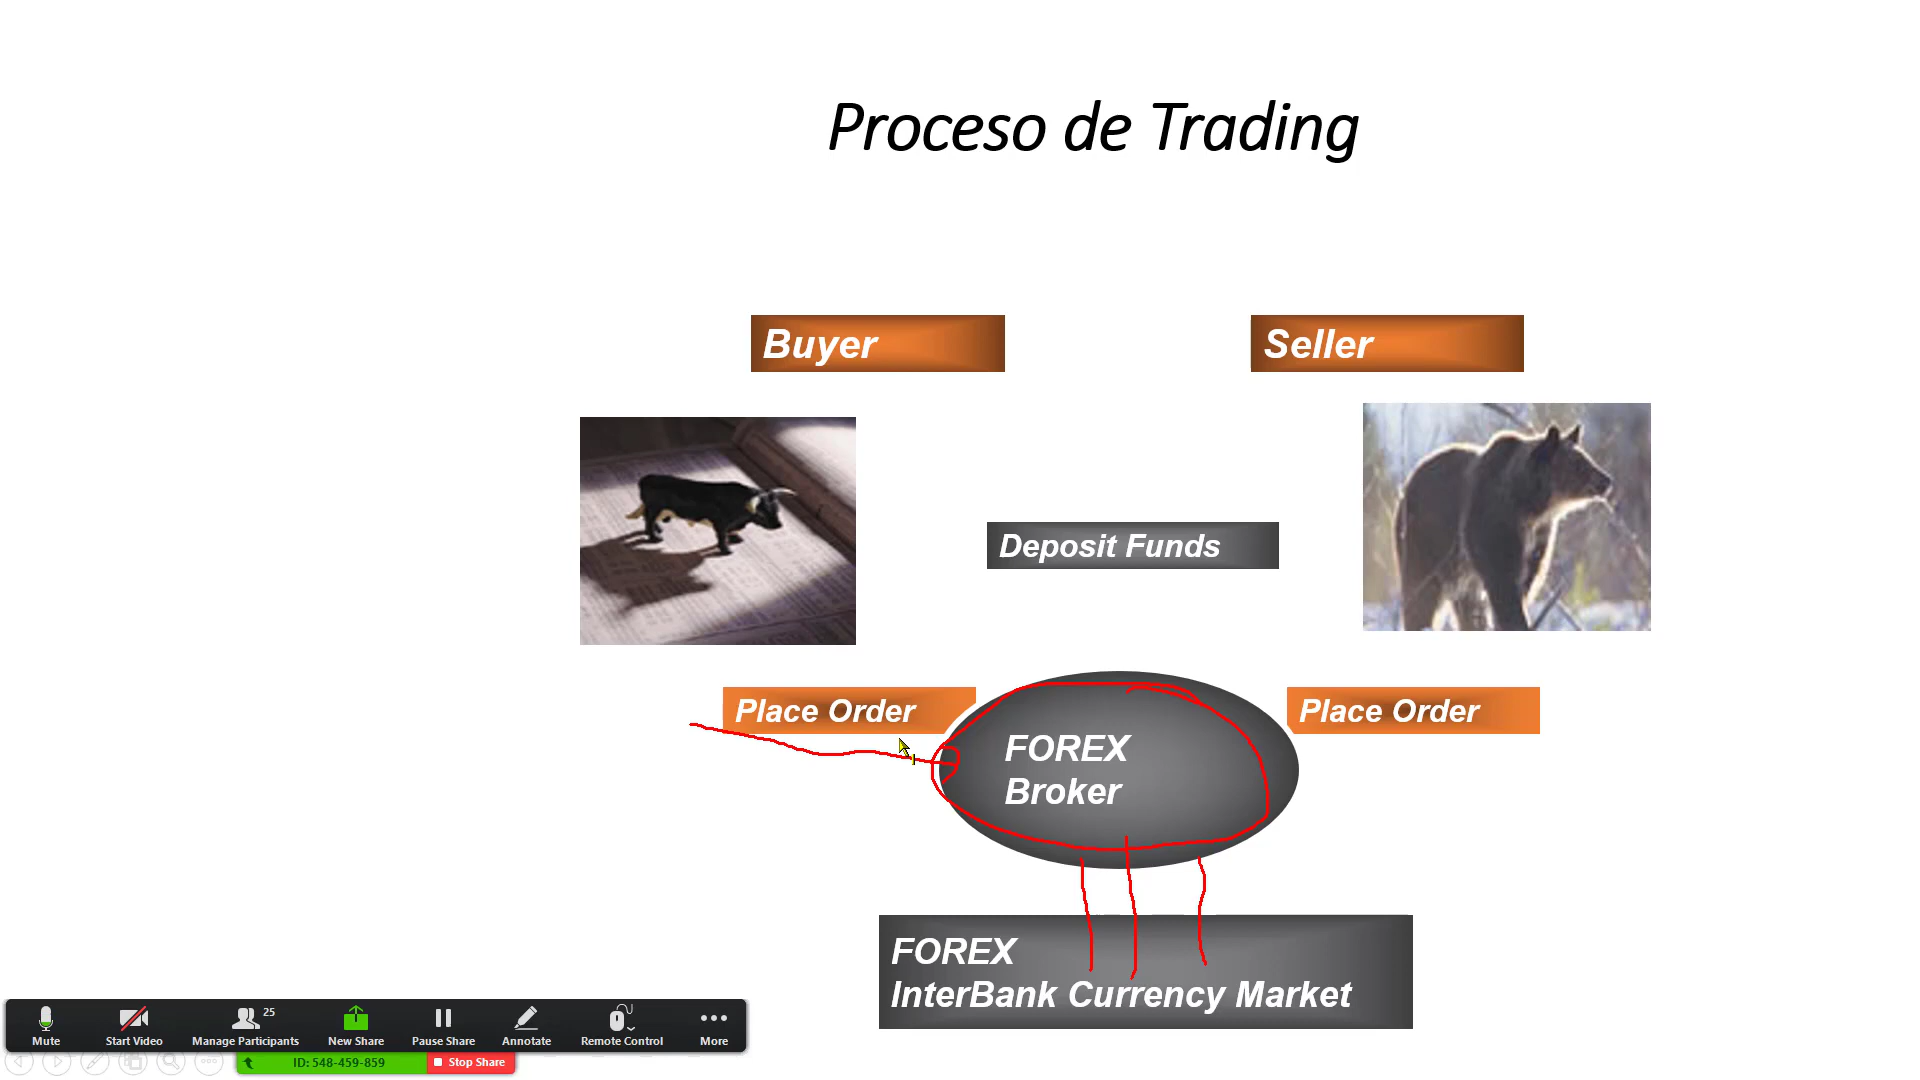 Proceso de Trading
Buyer
Seller
Deposit Funds
Place Order
Place Order
FOREX
Broker
FOREX
InterBank Currency Market
25
Mute
Start Video
Manage Participants
New Share
Pause Share
Annotate
Remote Control
More
ID: 548-459-859
Stop Share